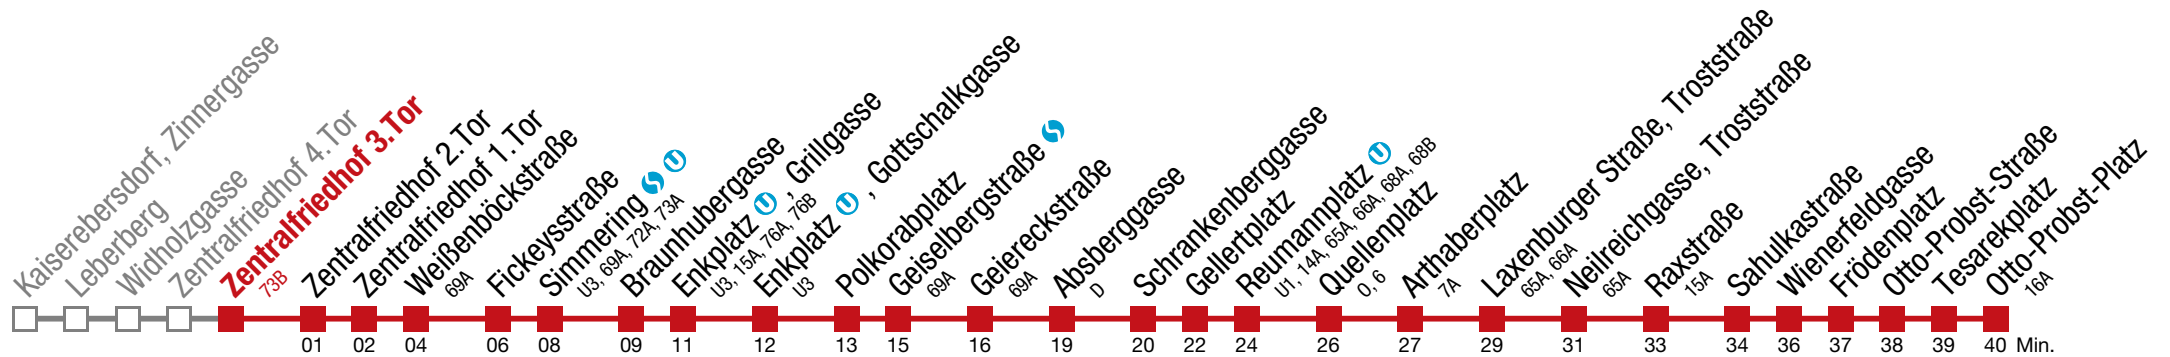 Kaiserebersdorf, Zinnergasse
Leberberg
Widholzgasse
Zentralfriedhof 4. Tor
Zentralfriedhof 3. Tor
73B
Zentralfriedhof 2. Tor
Zentralfriedhof 1. Tor
Weißenböckstraße
69A
Fickeysstraße
Simmering S U
U3, 69A, 72A, 73A
Braunhubergasse
Enkplatz U , Grillgasse
U3, 15A, 76A, 76B
Enkplatz U , Gottschalkgasse
U3
Polkorabplatz
Geiselbergstraße S
69A
Geiereckstraße
69A
Absberggasse
D
Schrankenberggasse
Gellertplatz
Reumannplatz U
U1, 14A, 65A, 66A, 68A, 68B
Quellenplatz
O, 6
Arthaberplatz
7A
Laxenburger Straße, Troststraße
65A, 66A
Neilreichgasse, Troststraße
65A
Raxstraße
15A
Sahulkastraße
Wienerfeldgasse
Frödenplatz
Otto-Probst-Straße
Tesarekplatz
Otto-Probst-Platz
16A
01 02 04 06 08 09 11 12 13 15 16 19 20 22 24 26 27 29 31 33 34 36 37 38 39 40 Min.